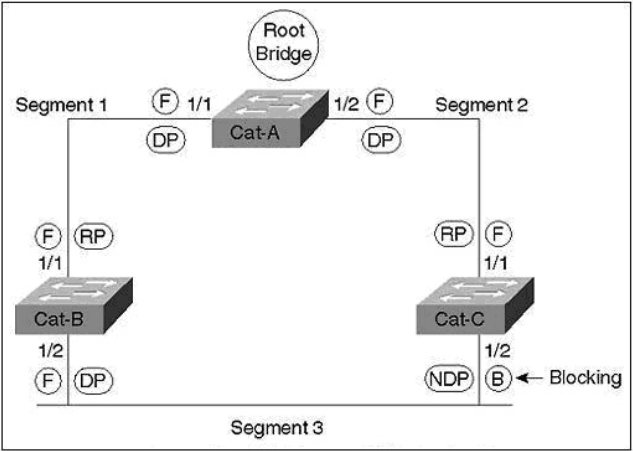 Root
Bridge
Segment 1
F
1/1
1/2
F
Segment 2
DP
Cat-A
DP
F
RP
RP
F
1/1
1/1
Cat-B
Cat-C
1/2
1/2
F
DP
NDP
B
Blocking
Segment 3